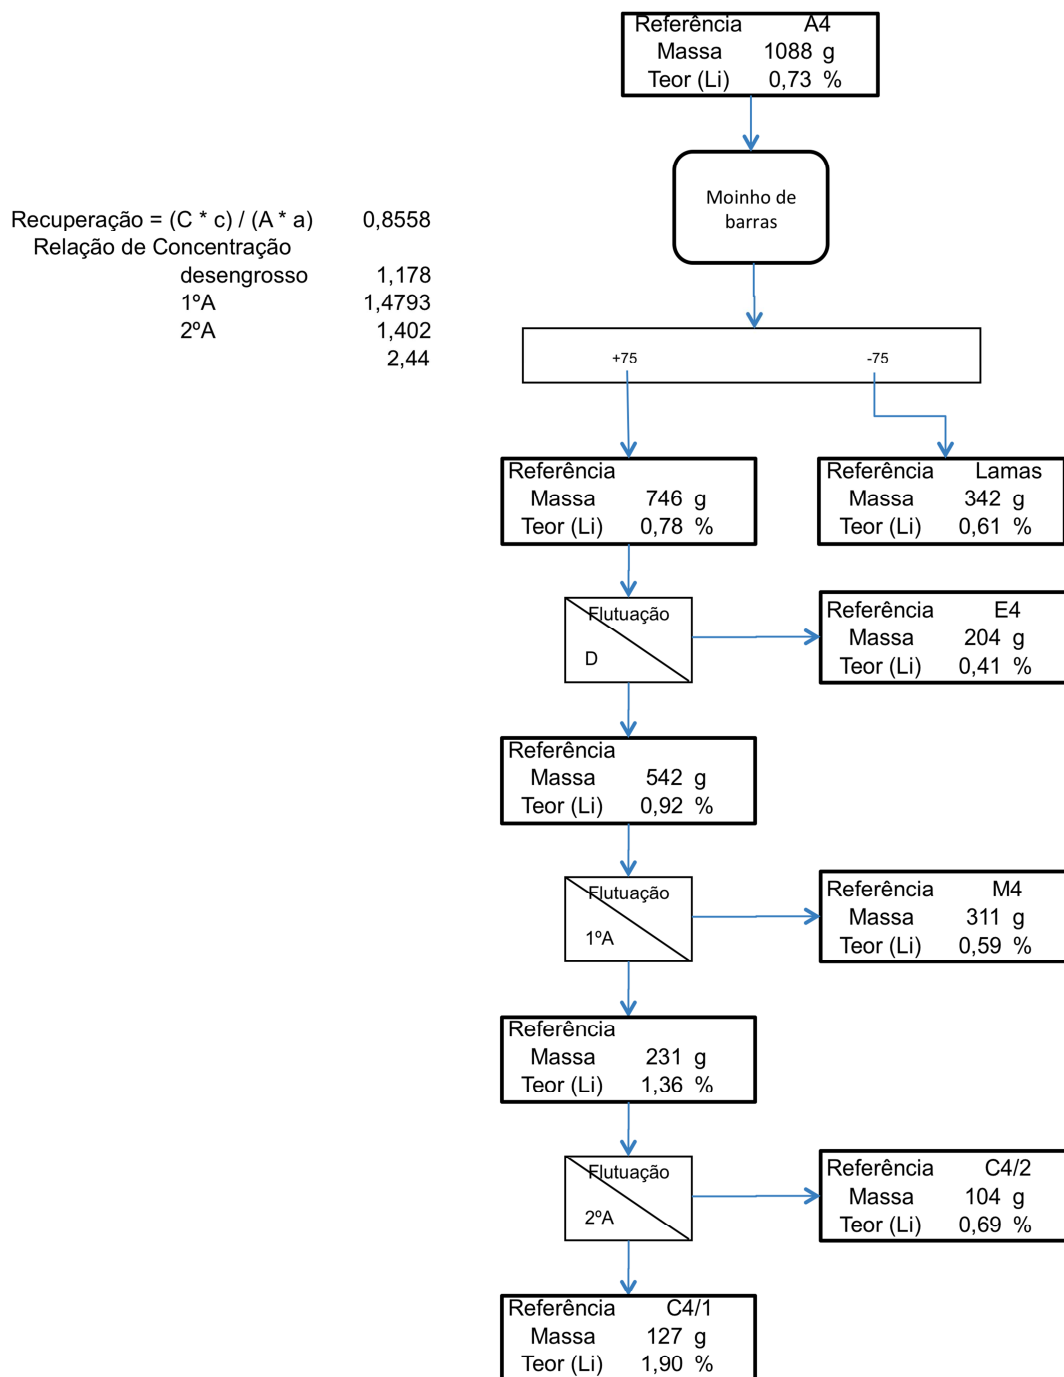 Referência A4
Massa 1088 g
Teor (Li) 0,73 %
Moinho de
barras
Recuperação = (C * c) / (A * a) 0,8558
Relação de Concentração
desengrosso 1,178
1ºA 1,4793
2ºA 1,402
2,44
+75 -75
Referência
Massa 746 g
Teor (Li) 0,78 %
Referência Lamas
Massa 342 g
Teor (Li) 0,61 %
Flutuação
D
Referência E4
Massa 204 g
Teor (Li) 0,41 %
Referência
Massa 542 g
Teor (Li) 0,92 %
Flutuação
1ºA
Referência M4
Massa 311 g
Teor (Li) 0,59 %
Referência
Massa 231 g
Teor (Li) 1,36 %
Flutuação
2ºA
Referência C4/2
Massa 104 g
Teor (Li) 0,69 %
Referência C4/1
Massa 127 g
Teor (Li) 1,90 %